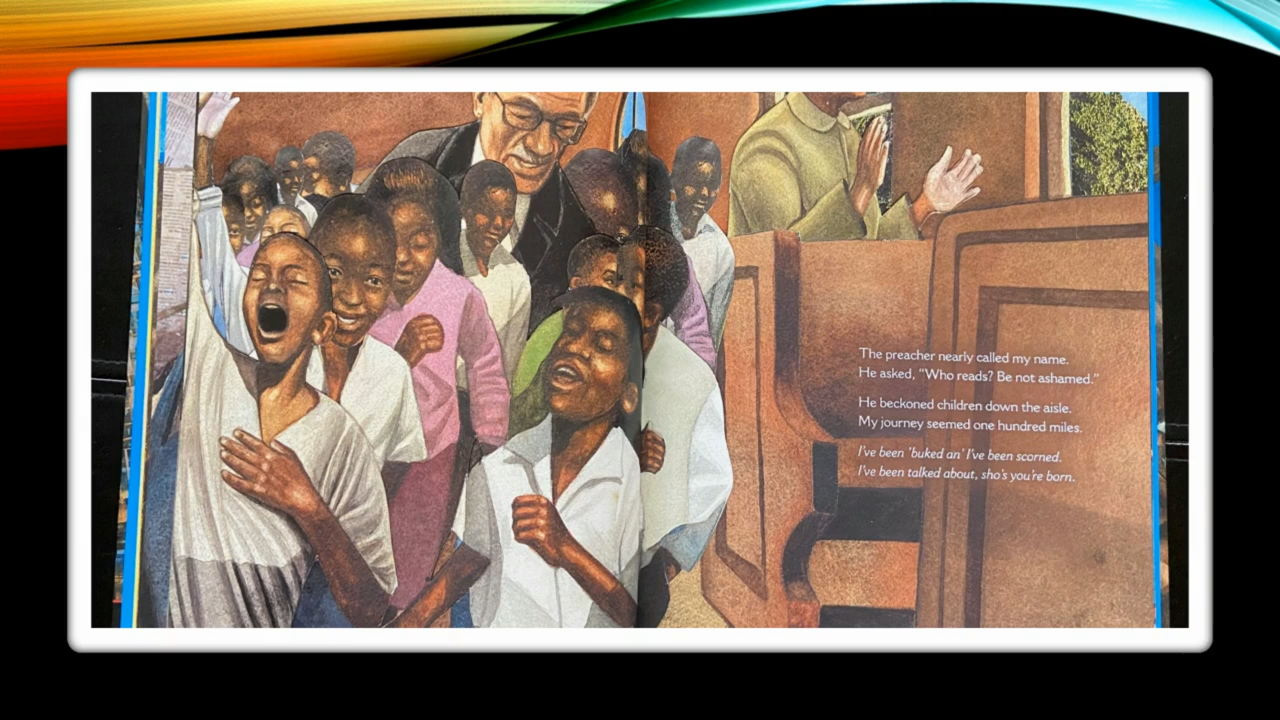 The preacher nearly called my name.
He asked, “Who reads? Be not ashamed.”
He beckoned children down the aisle.
My journey seemed one hundred miles.
I’ve been ’buked an’ I’ve been scorned.
I’ve been talked about, sho’s you’re born.